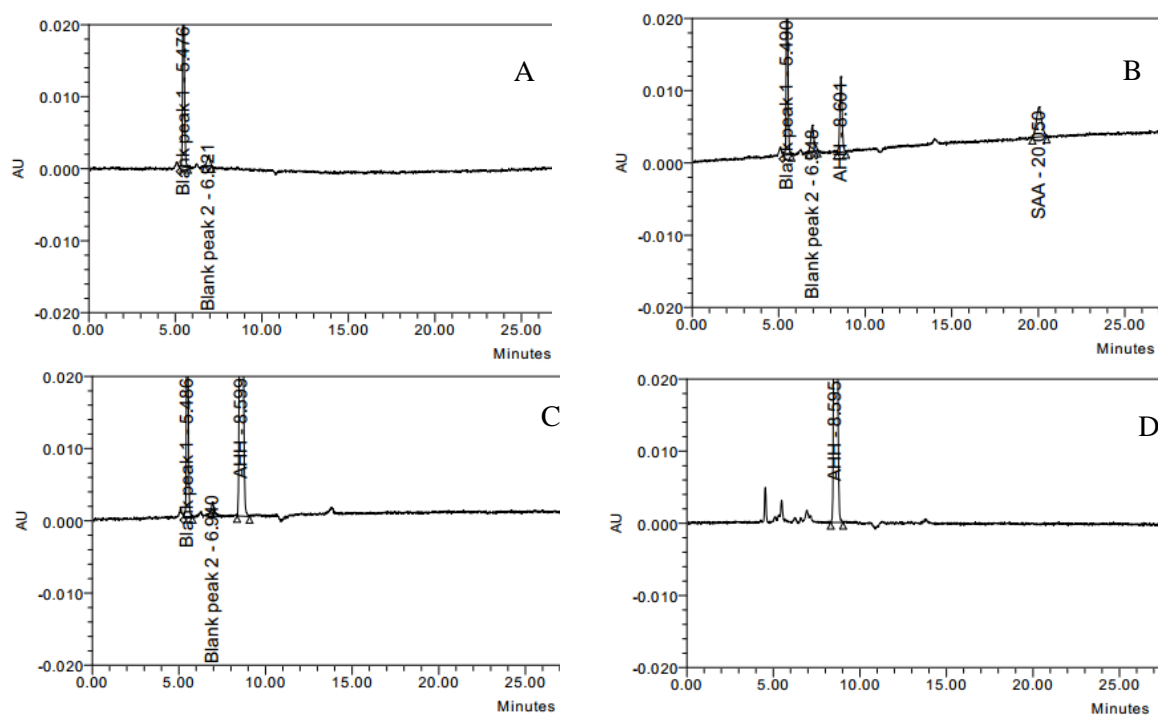 A
0.020
0.010
0.000
-0.010
-0.020
AU
Blank peak 1 - 5.476
Blank peak 2 - 6.921
0.00 5.00 10.00 15.00 20.00 25.00
Minutes
B
0.020
0.010
0.000
-0.010
-0.020
AU
Blank peak 1 - 5.490
Blank peak 2 - 6.948
AHH - 8.601
SAA - 20.050
0.00 5.00 10.00 15.00 20.00 25.00
Minutes
C
0.020
0.010
0.000
-0.010
-0.020
AU
Blank peak 1 - 5.486
Blank peak 2 - 6.940
AHH - 8.599
0.00 5.00 10.00 15.00 20.00 25.00
Minutes
D
0.020
0.010
0.000
-0.010
-0.020
AU
AHH - 8.595
0.00 5.00 10.00 15.00 20.00 25.00
Minutes